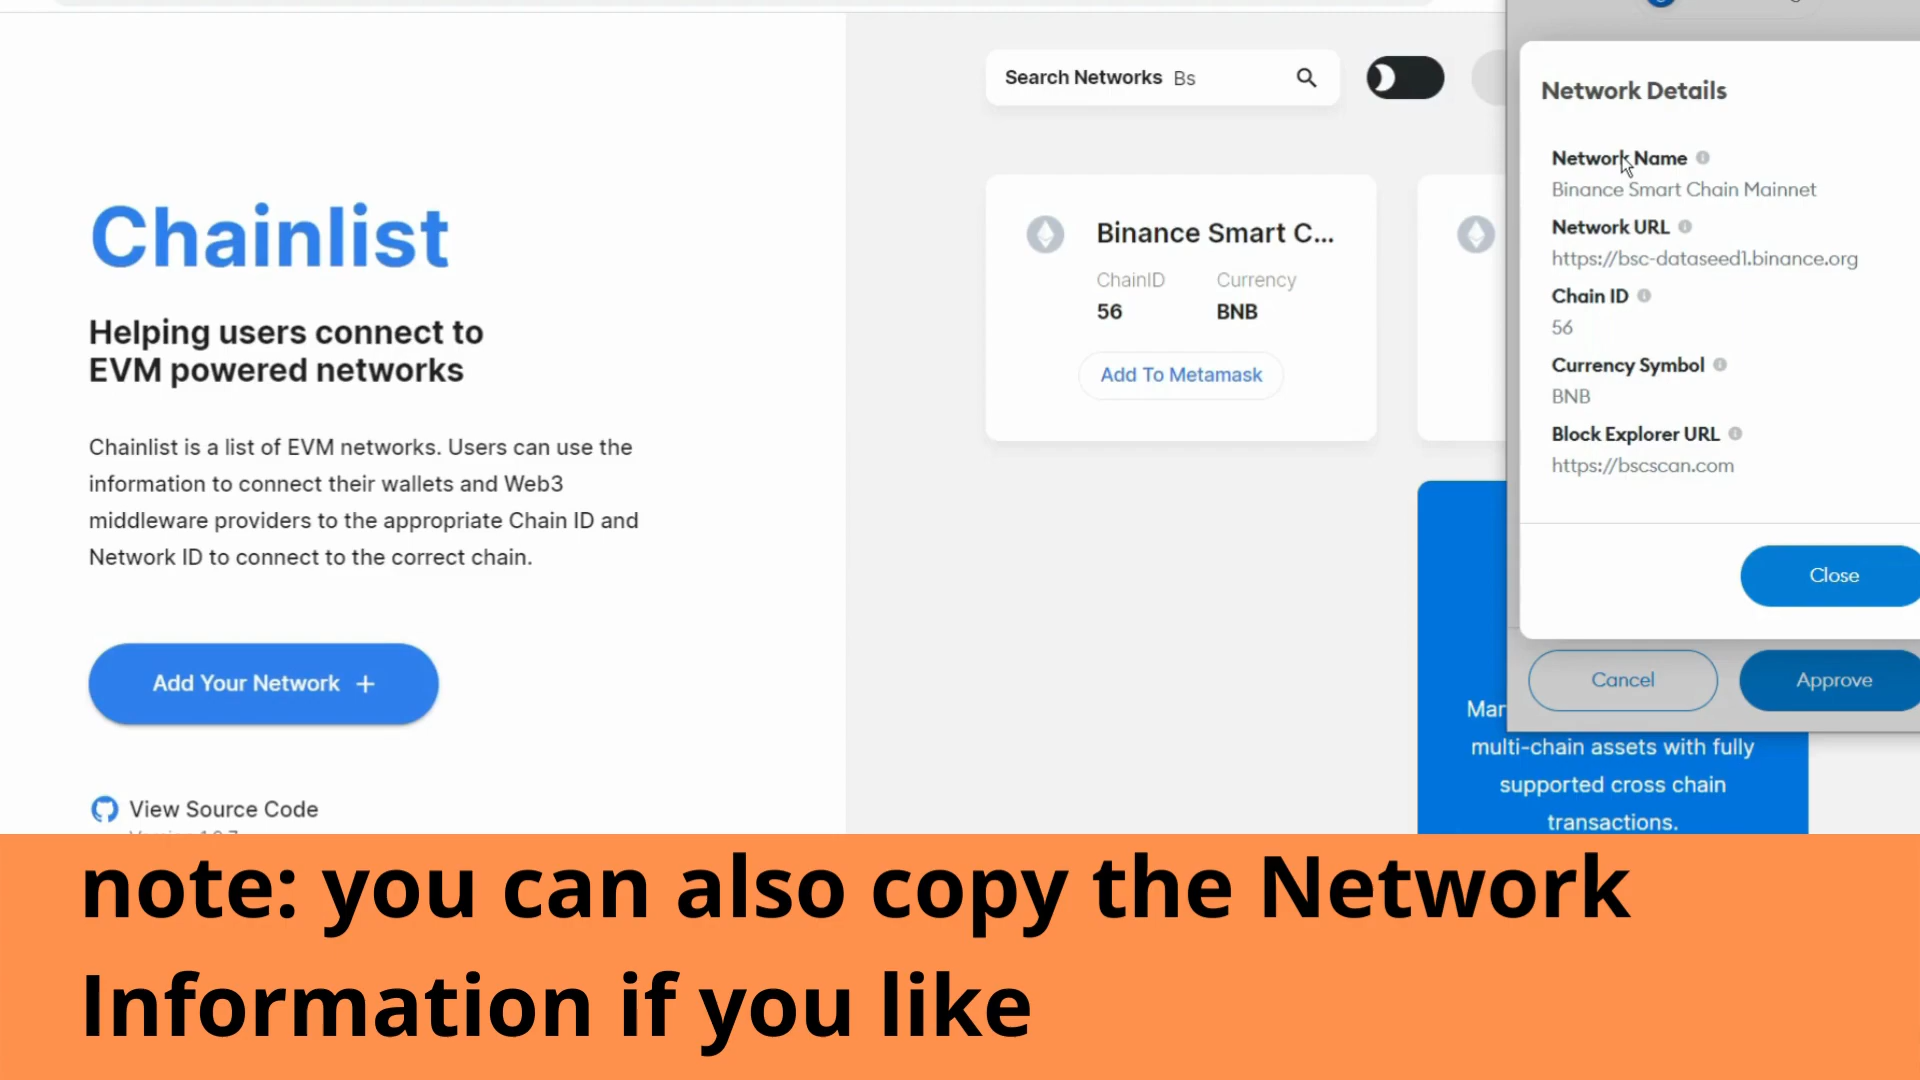 Search Networks Bs
Chainlist
Helping users connect to
EVM powered networks
Chainlist is a list of EVM networks. Users can use the
information to connect their wallets and Web3
middleware providers to the appropriate Chain ID and
Network ID to connect to the correct chain.
Add Your Network +
View Source Code
Binance Smart C...
ChainID Currency
56 BNB
Add To Metamask
Network Details
Network Name
Binance Smart Chain Mainnet
Network URL
https://bsc-dataseed1.binance.org
Chain ID
56
Currency Symbol
BNB
Block Explorer URL
https://bscscan.com
Close
Cancel Approve
multi-chain assets with fully
supported cross chain
transactions.
note: you can also copy the Network
Information if you like